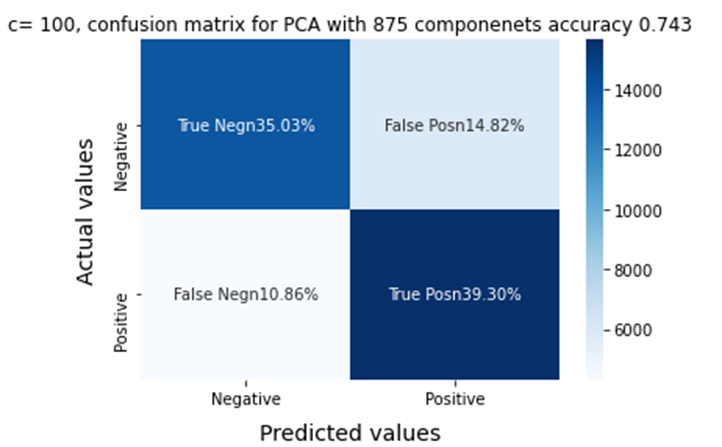 c= 100, confusion matrix for PCA with 875 componenets accuracy 0.743
Actual values
Negative
Positive
True Negn35.03%
False Posn14.82%
False Negn10.86%
True Posn39.30%
14000
12000
10000
8000
6000
Negative
Positive
Predicted values